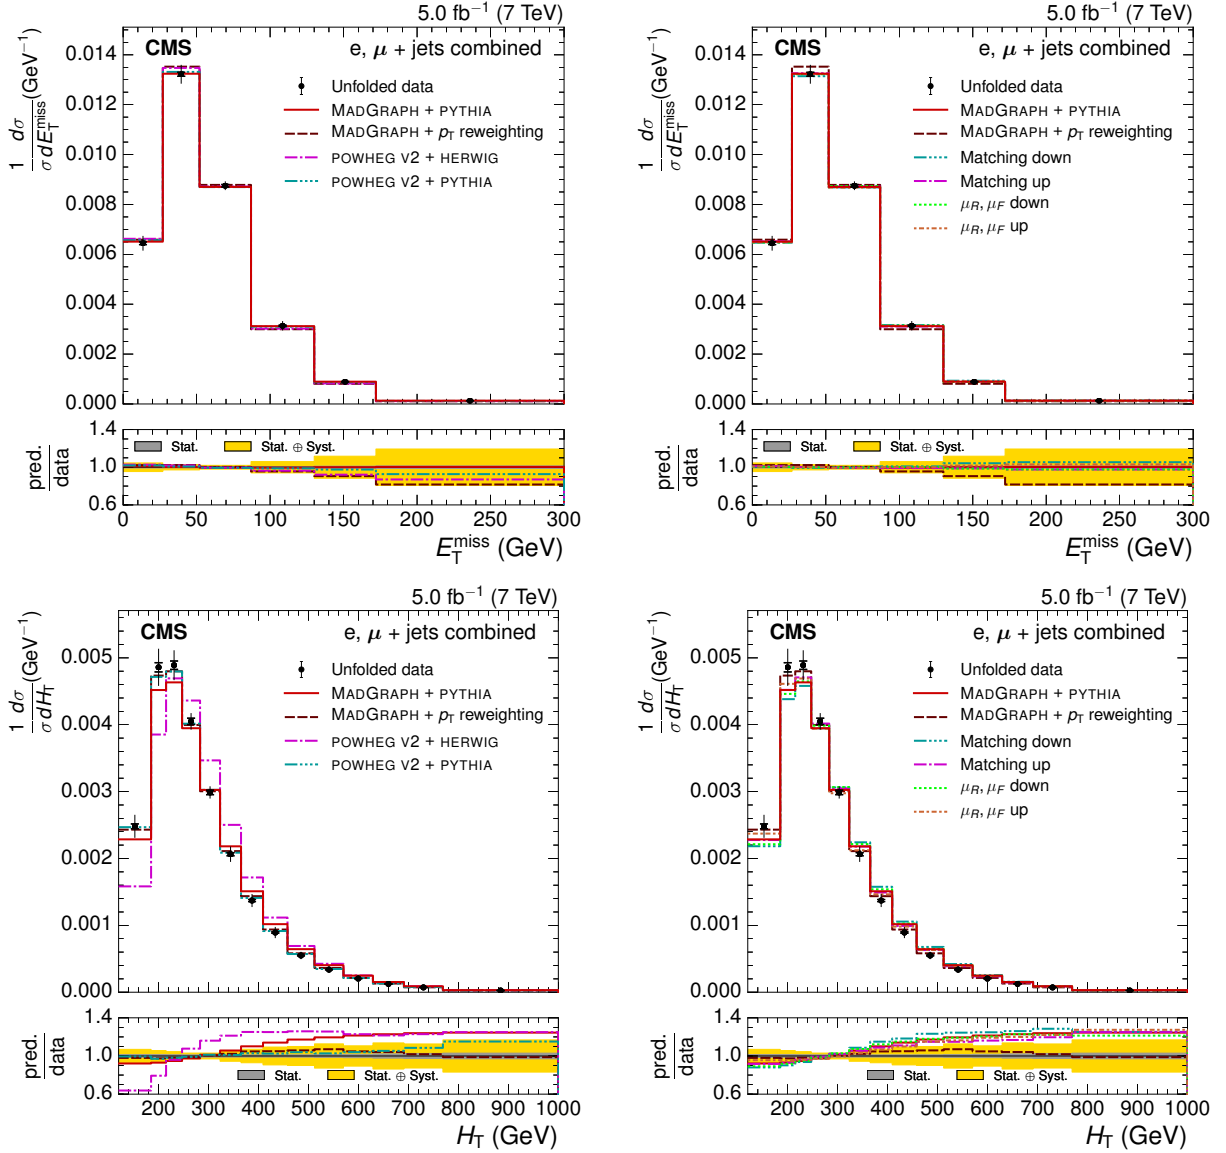 5.0 fb⁻¹ (7 TeV)
CMS
e, μ + jets combined
Unfolded data
MADGRAPH + PYTHIA
MADGRAPH + pT reweighting
POWHEG V2 + HERWIG
POWHEG V2 + PYTHIA
1/σ dσ/dE_T^miss (GeV⁻¹)
0.014
0.012
0.010
0.008
0.006
0.004
0.002
0.000
Stat.
Stat. ⊕ Syst.
pred./data
1.4
1.0
0.6
0 50 100 150 200 250 300
E_T^miss (GeV)
5.0 fb⁻¹ (7 TeV)
CMS
e, μ + jets combined
Unfolded data
MADGRAPH + PYTHIA
MADGRAPH + pT reweighting
Matching down
Matching up
μR, μF down
μR, μF up
1/σ dσ/dE_T^miss (GeV⁻¹)
0.014
0.012
0.010
0.008
0.006
0.004
0.002
0.000
Stat.
Stat. ⊕ Syst.
pred./data
1.4
1.0
0.6
0 50 100 150 200 250 300
E_T^miss (GeV)
5.0 fb⁻¹ (7 TeV)
CMS
e, μ + jets combined
Unfolded data
MADGRAPH + PYTHIA
MADGRAPH + pT reweighting
POWHEG V2 + HERWIG
POWHEG V2 + PYTHIA
1/σ dσ/dH_T (GeV⁻¹)
0.005
0.004
0.003
0.002
0.001
0.000
pred./data
1.4
1.0
0.6
Stat.
Stat. ⊕ Syst.
200 300 400 500 600 700 800 900 1000
H_T (GeV)
5.0 fb⁻¹ (7 TeV)
CMS
e, μ + jets combined
Unfolded data
MADGRAPH + PYTHIA
MADGRAPH + pT reweighting
Matching down
Matching up
μR, μF down
μR, μF up
1/σ dσ/dH_T (GeV⁻¹)
0.005
0.004
0.003
0.002
0.001
0.000
pred./data
1.4
1.0
0.6
Stat.
Stat. ⊕ Syst.
200 300 400 500 600 700 800 900 1000
H_T (GeV)